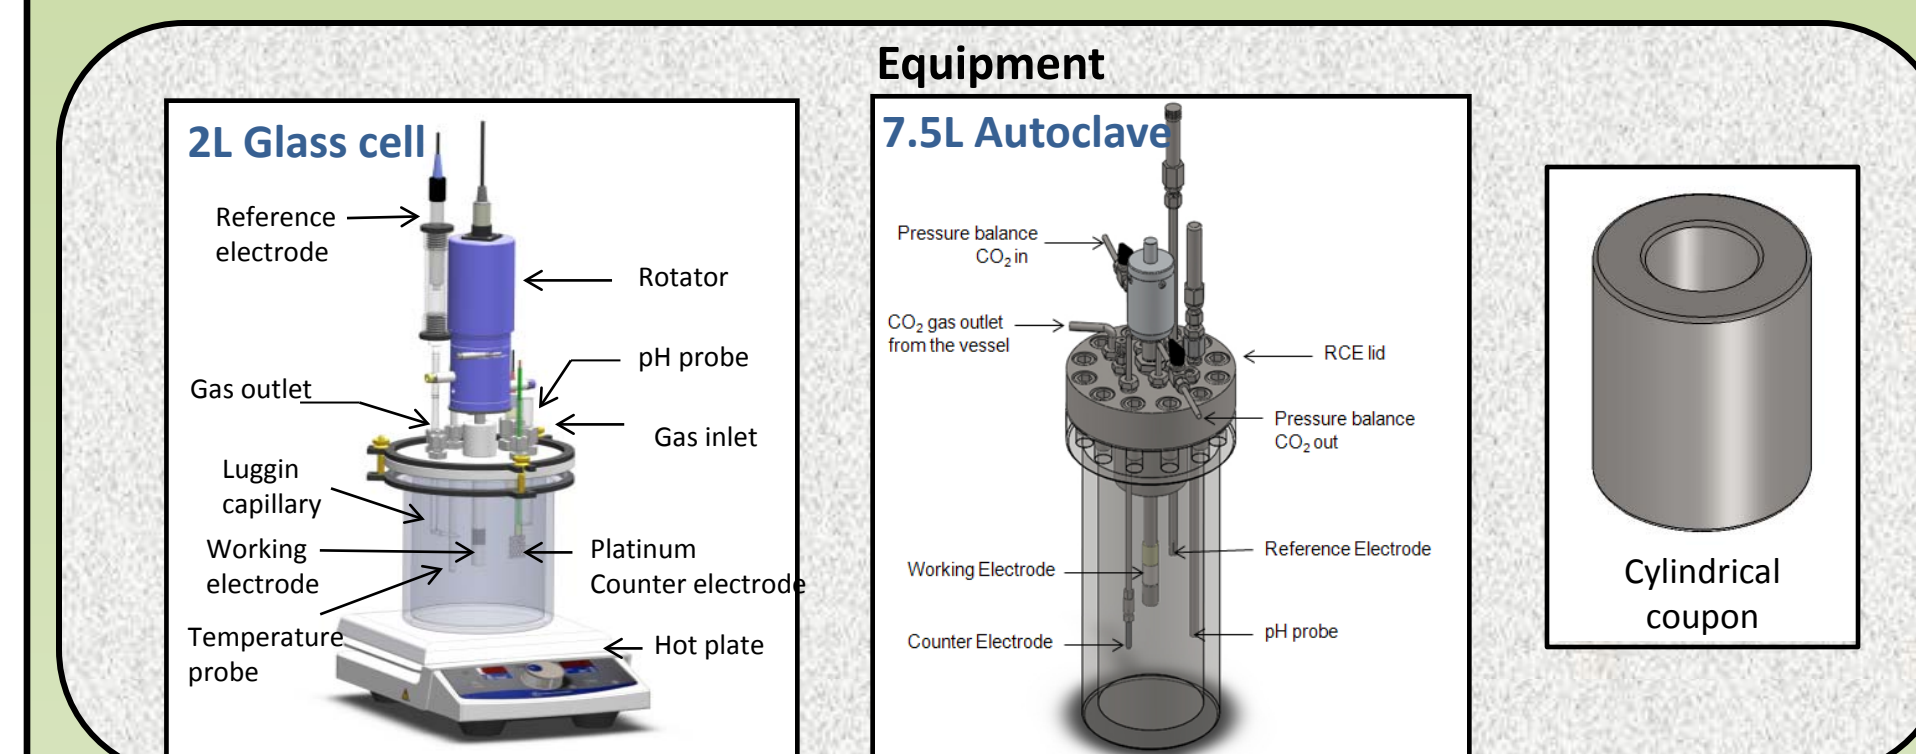 Equipment
2L Glass cell
Reference
electrode
Rotator
pH probe
Gas outlet
Gas inlet
Luggin
capillary
Working
electrode
Platinum
Counter electrode
Temperature
probe
Hot plate
7.5L Autoclave
Pressure balance
CO₂ in
CO₂ gas outlet
from the vessel
RCE lid
Pressure balance
CO₂ out
Reference Electrode
Working Electrode
pH probe
Counter Electrode
Cylindrical
coupon